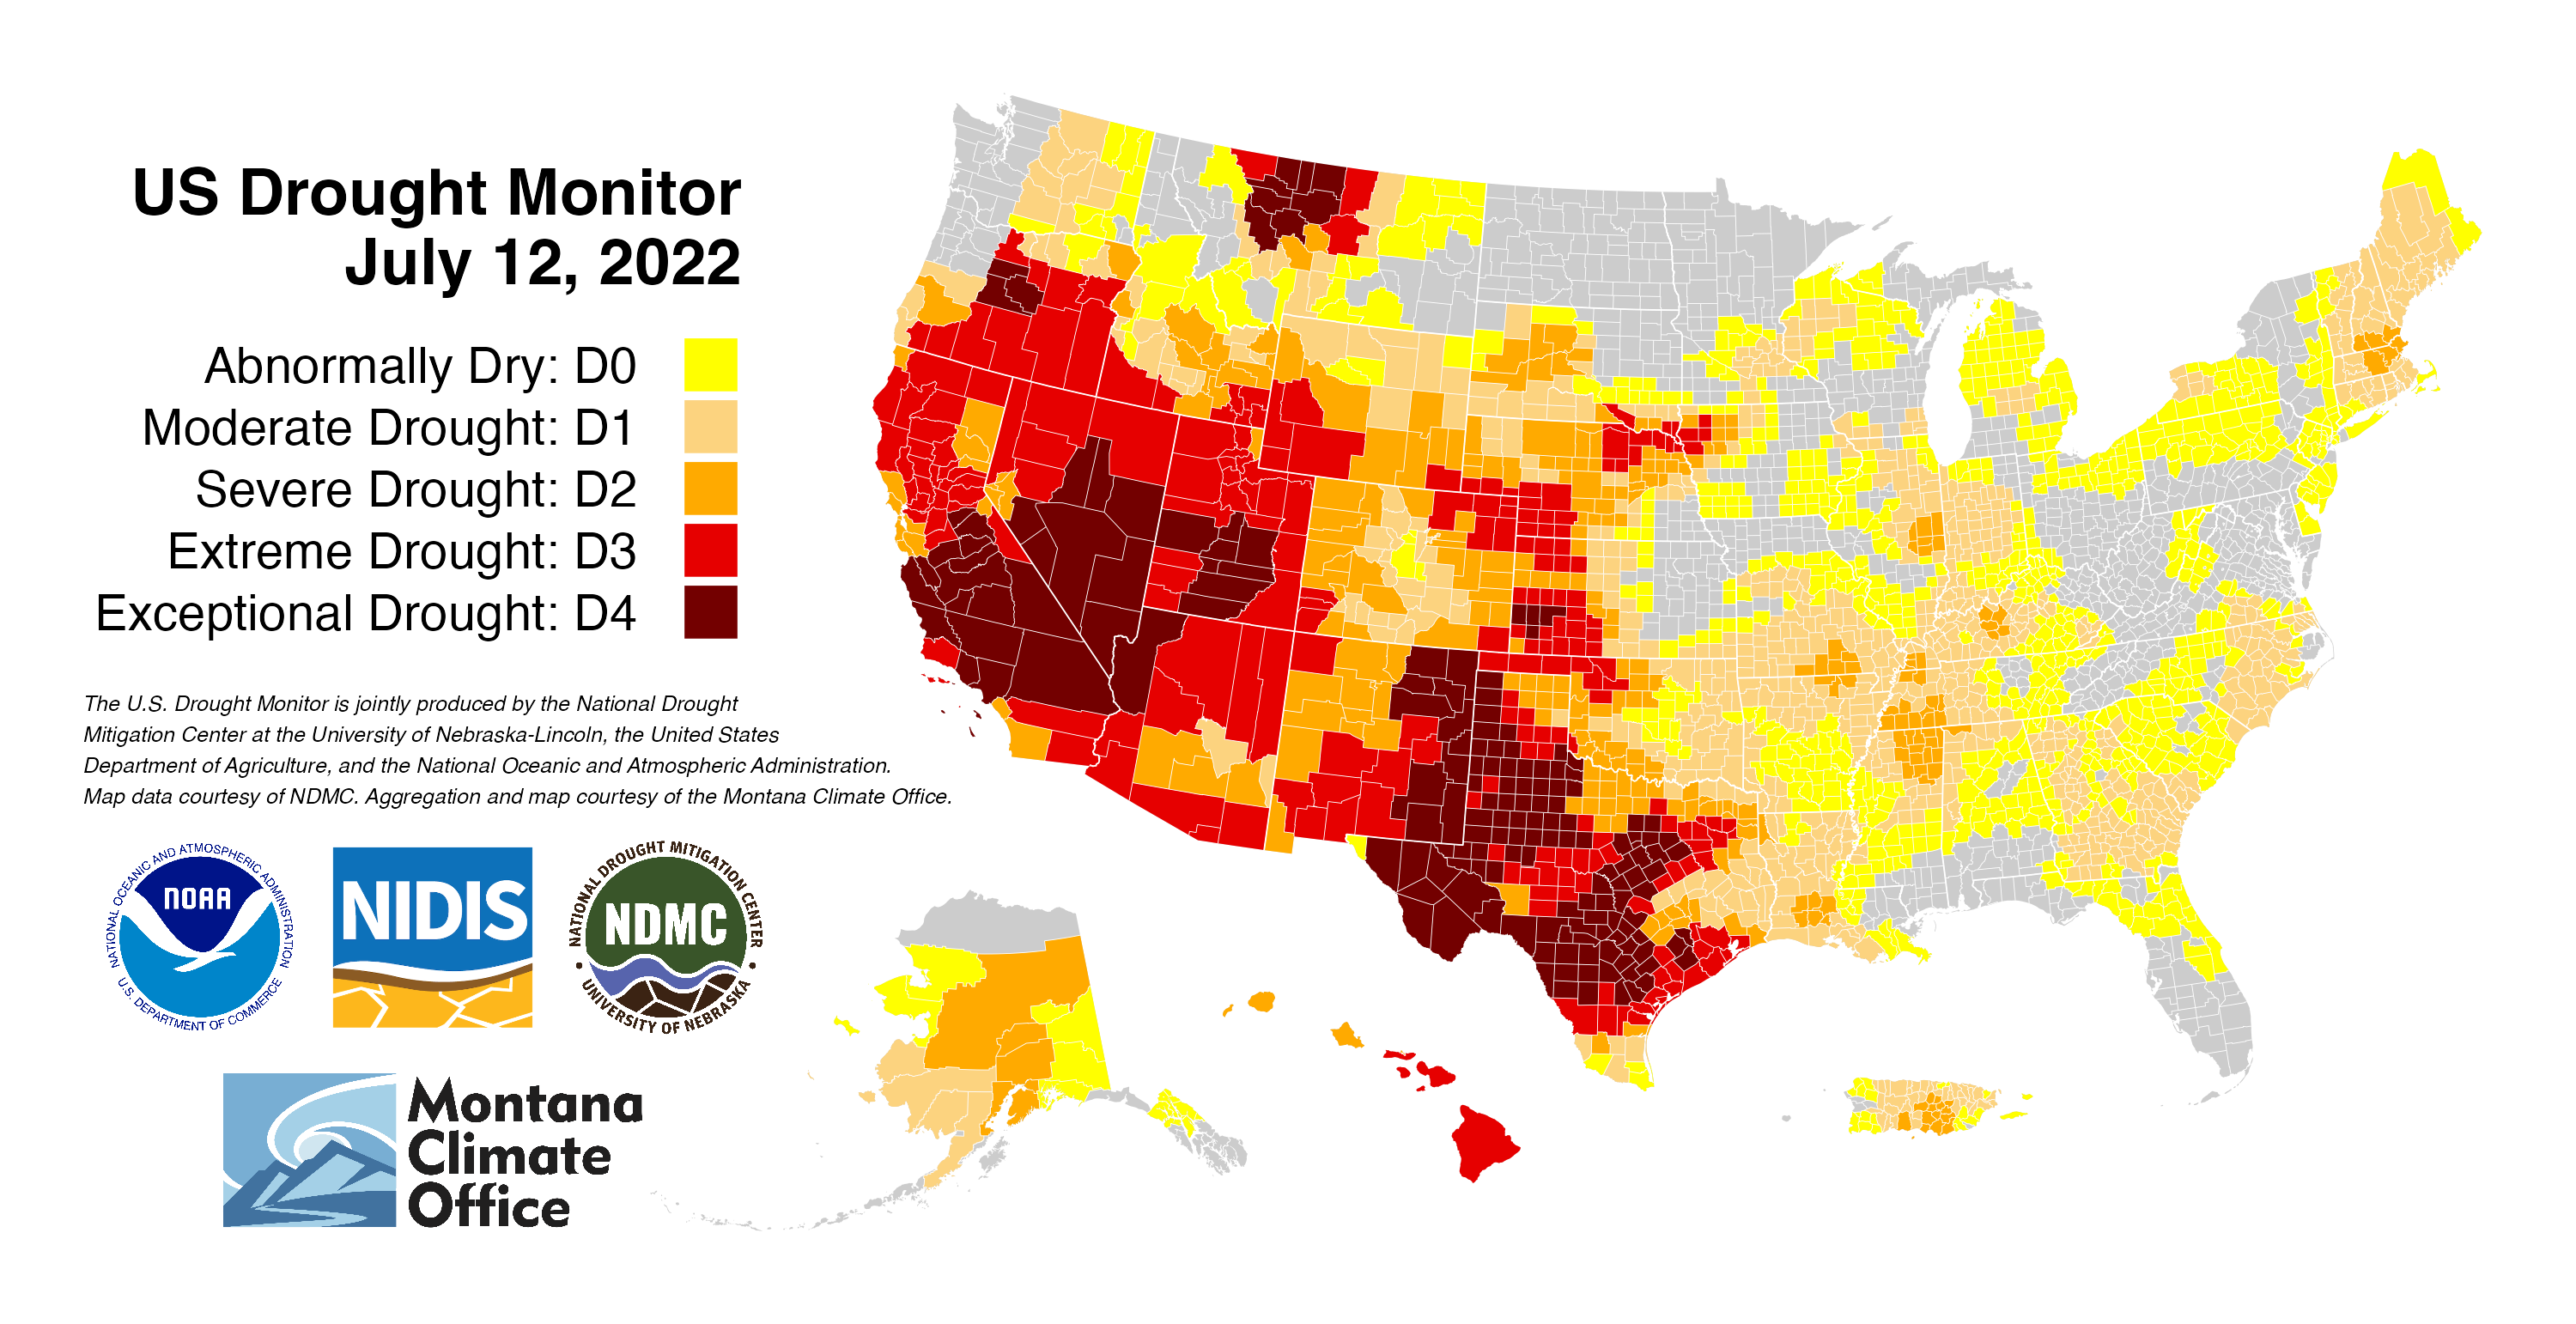 US Drought Monitor
July 12, 2022
Abnormally Dry: D0
Moderate Drought: D1
Severe Drought: D2
Extreme Drought: D3
Exceptional Drought: D4
The U.S. Drought Monitor is jointly produced by the National Drought
Mitigation Center at the University of Nebraska-Lincoln, the United States
Department of Agriculture, and the National Oceanic and Atmospheric Administration.
Map data courtesy of NDMC. Aggregation and map courtesy of the Montana Climate Office.
NATIONAL OCEANIC AND ATMOSPHERIC ADMINISTRATION
NOAA
U.S. DEPARTMENT OF COMMERCE
NIDIS
NATIONAL DROUGHT MITIGATION CENTER
NDMC
UNIVERSITY OF NEBRASKA
Montana
Climate
Office